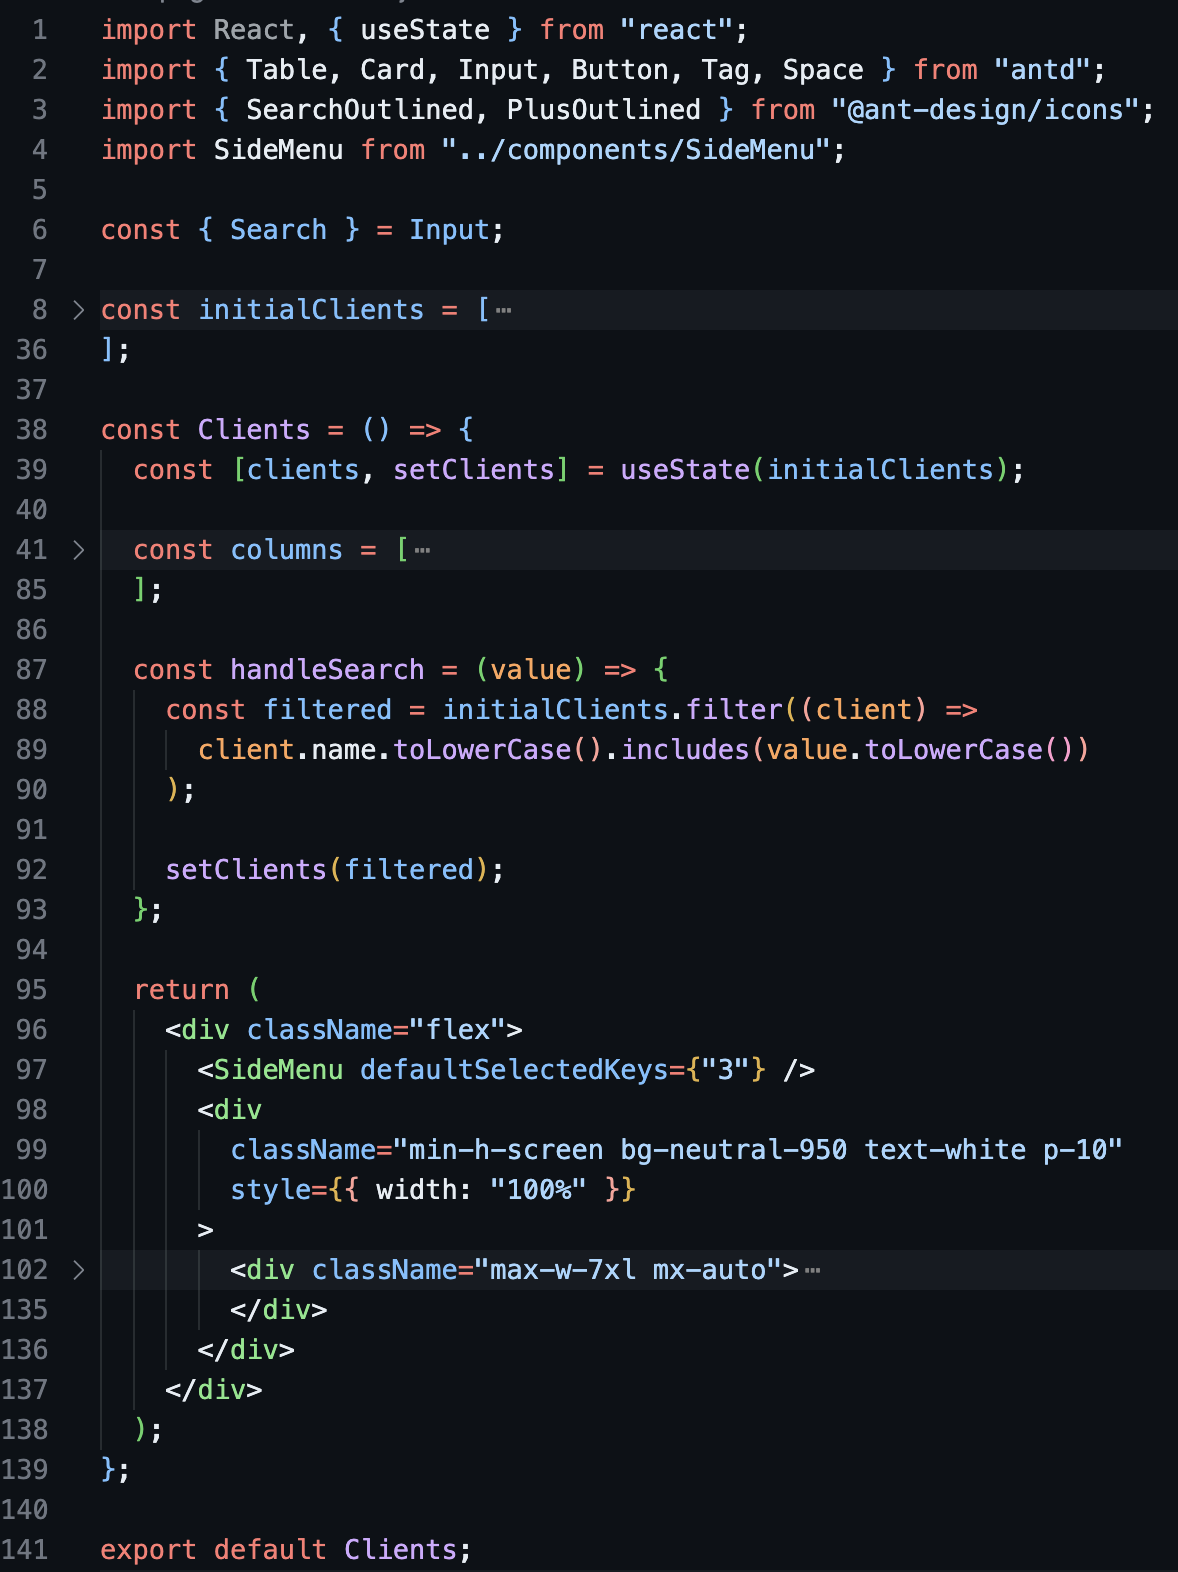 1 import React, { useState } from "react";
2 import { Table, Card, Input, Button, Tag, Space } from "antd";
3 import { SearchOutlined, PlusOutlined } from "@ant-design/icons";
4 import SideMenu from "../components/SideMenu";
5
6 const { Search } = Input;
7
8 const initialClients = [⋯
36 ];
37
38 const Clients = () => {
39   const [clients, setClients] = useState(initialClients);
40
41   const columns = [⋯
85   ];
86
87   const handleSearch = (value) => {
88     const filtered = initialClients.filter((client) =>
89       client.name.toLowerCase().includes(value.toLowerCase())
90     );
91
92     setClients(filtered);
93   };
94
95   return (
96     <div className="flex">
97       <SideMenu defaultSelectedKeys={"3"} />
98       <div
99         className="min-h-screen bg-neutral-950 text-white p-10"
100         style={{ width: "100%" }}
101       >
102         <div className="max-w-7xl mx-auto">⋯
135         </div>
136       </div>
137     </div>
138   );
139 };
140
141 export default Clients;